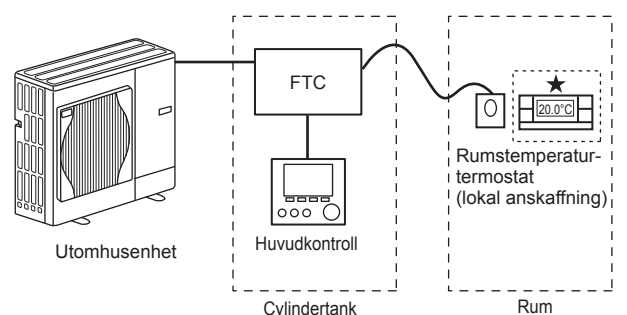 FTC
★
20.0°C
Rumstemperatur-
termostat
(lokal anskaffning)
Utomhusenhet
Huvudkontroll
Cylindertank
Rum